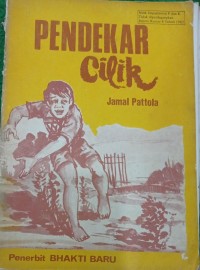 PENDEKAR
Cilik
Jamal Pattola
Penerbit BHAKTI BARU